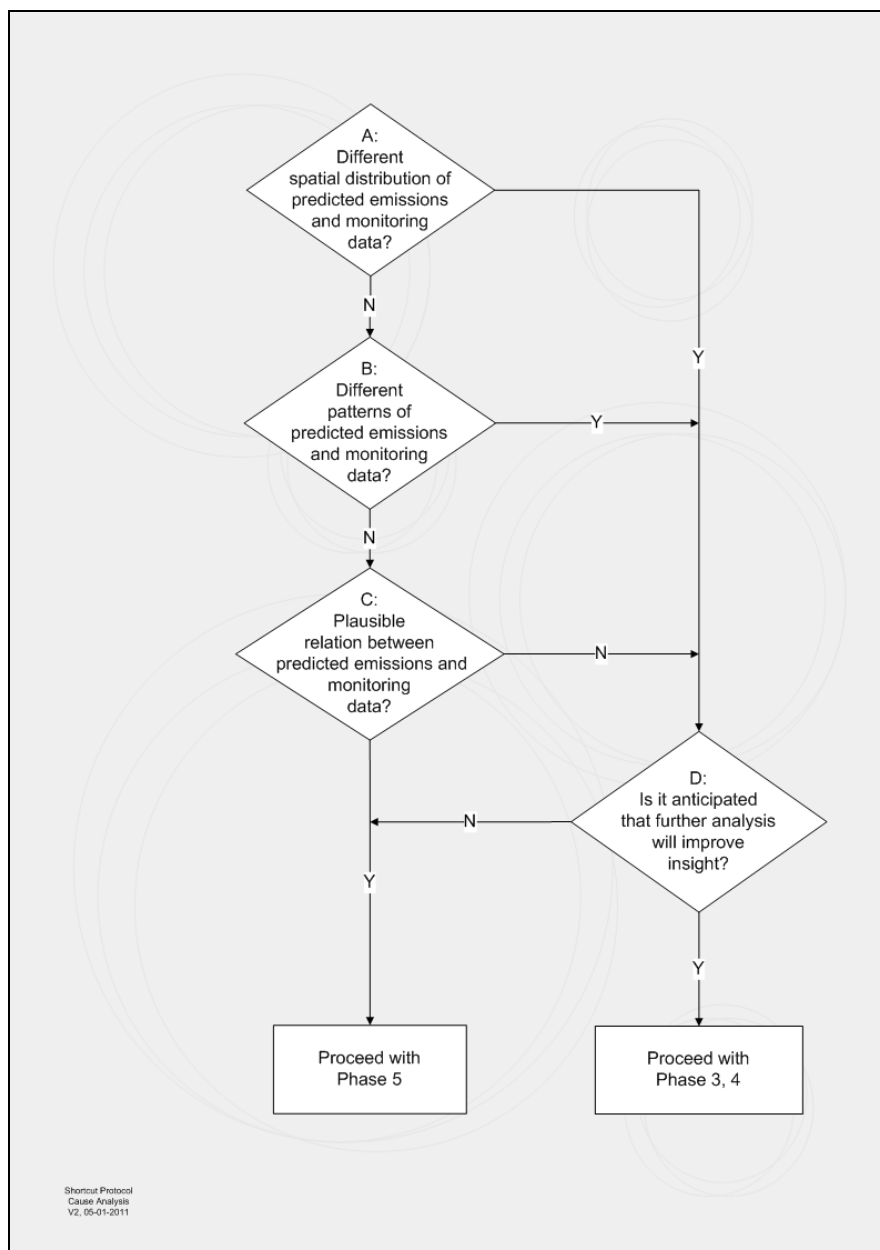 A:
Different
spatial distribution of
predicted emissions
and monitoring
data?
N
Y
B:
Different
patterns of
predicted emissions
and monitoring
data?
Y
N
C:
Plausible
relation between
predicted emissions and
monitoring
data?
N
D:
Is it anticipated
that further analysis
will improve
insight?
N
Y
Y
Proceed with
Phase 5
Proceed with
Phase 3, 4
Shortcut Protocol
Cause Analysis
V2, 05-01-2011